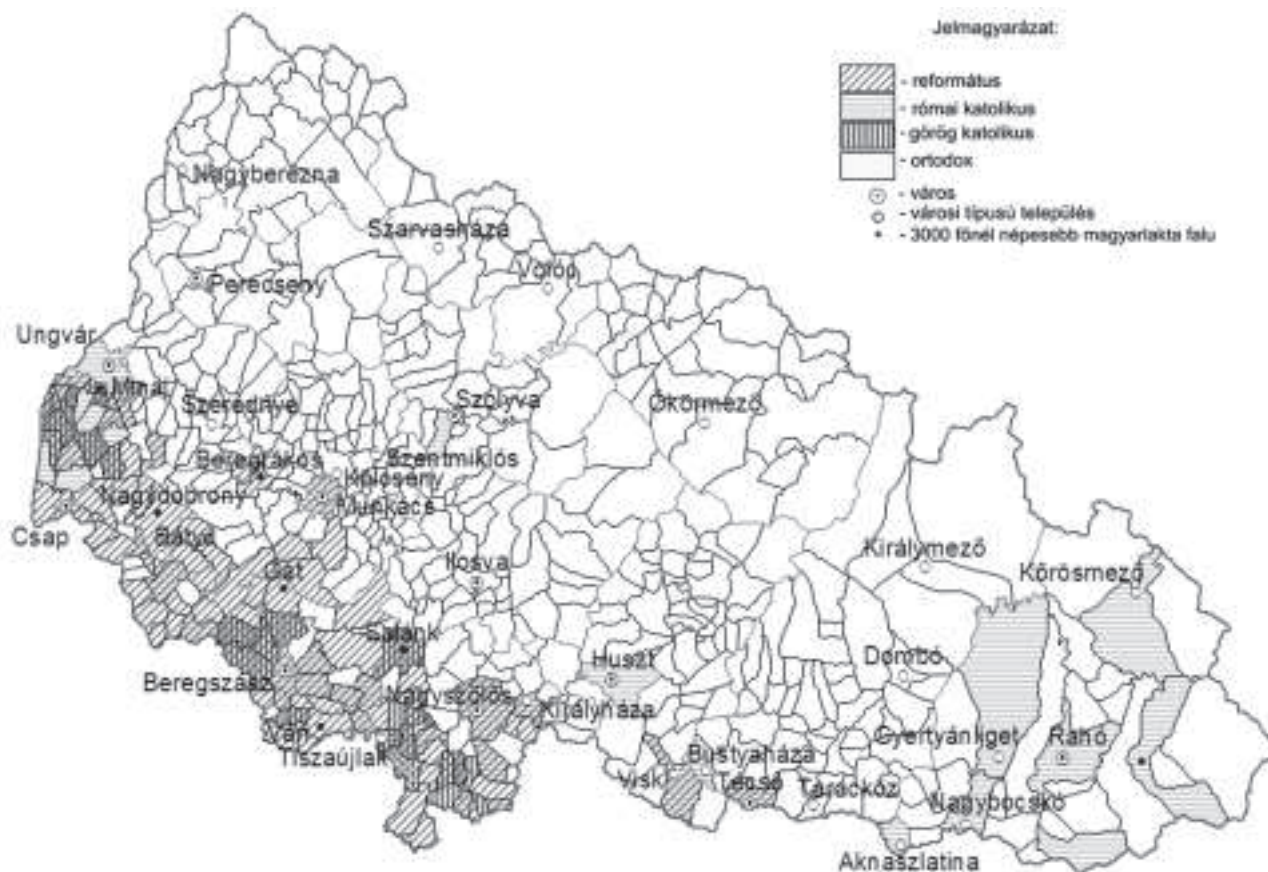 Jelmagyarázat:
- református
- római katolikus
- görög katolikus
- ortodox
- város
- városi típusú település
- 3000 főnél népesebb magyarlakta falu
Nagyberezna
Szarvasháza
Volóc
Perecseny
Ungvár
Szerednye
Szolyva
Ökörmező
Beregrákos
Szentmiklós
Kölcsény
Nagydobrony
Munkács
Csap
Bátyú
Ilosva
Királymező
Gát
Kőrösmező
Salánk
Huszt
Dombó
Beregszász
Nagyszőlős
Királyháza
Vári
Gyertyánliget
Rahó
Tiszaújlak
Bustyaháza
Visk
Técső
Taracköz
Nagybocskó
Aknaszlatina